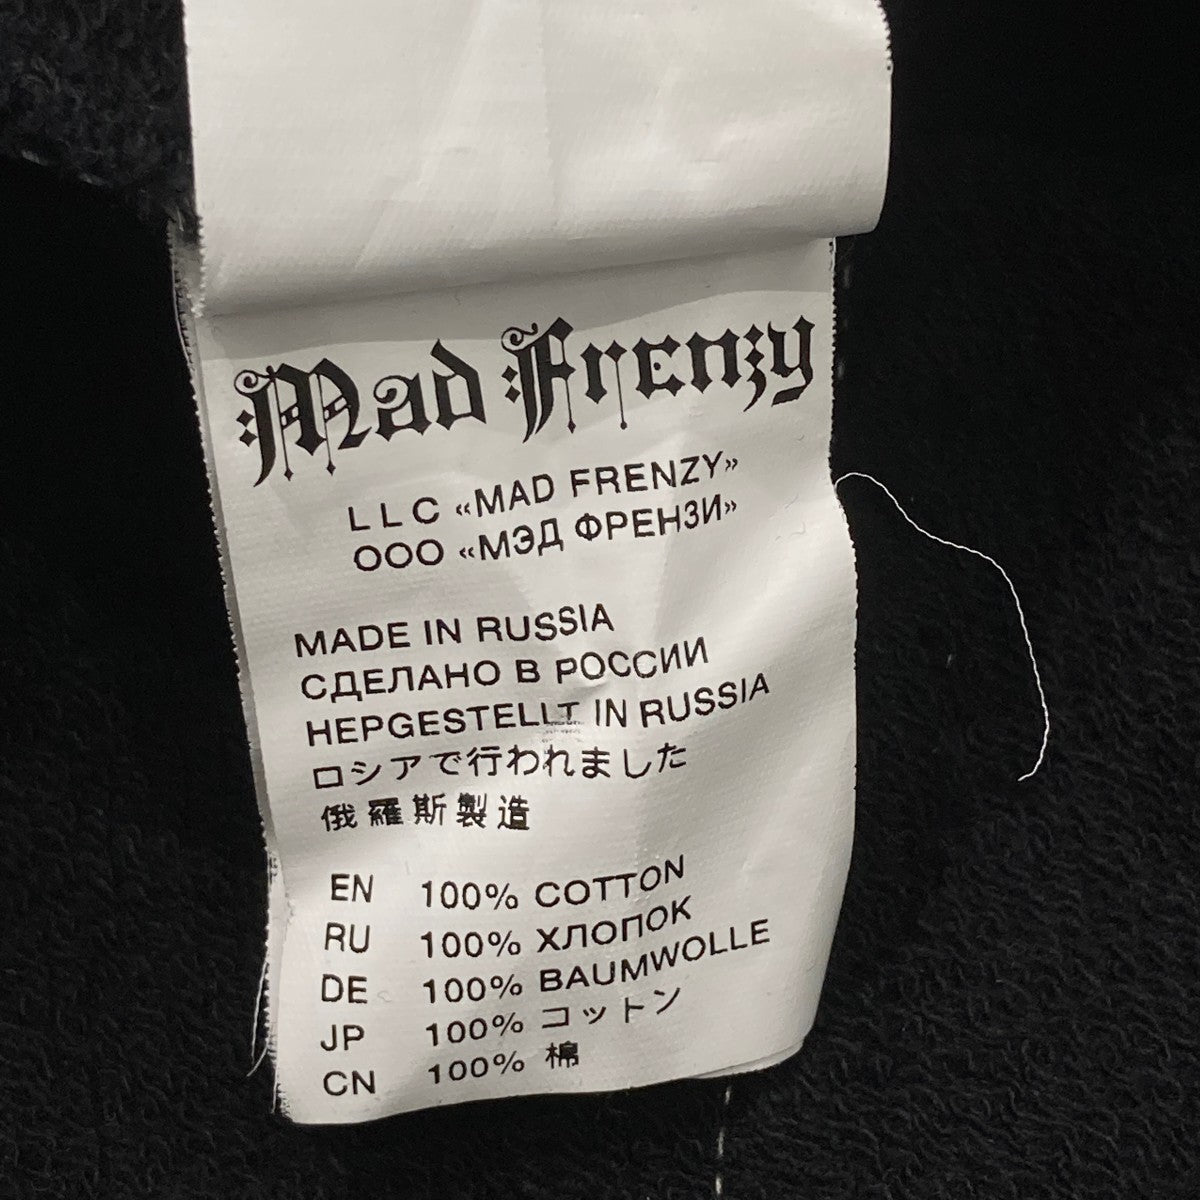 Mad Frenzy
LLC «MAD FRENZY»
ООО «МЭД ФРЕНЗИ»
MADE IN RUSSIA
СДЕЛАНО В РОССИИ
HEPGESTELLT IN RUSSIA
ロシアで行われました
俄羅斯製造
EN 100% COTTON
RU 100% ХЛОПОК
DE 100% BAUMWOLLE
JP 100% コットン
CN 100% 棉